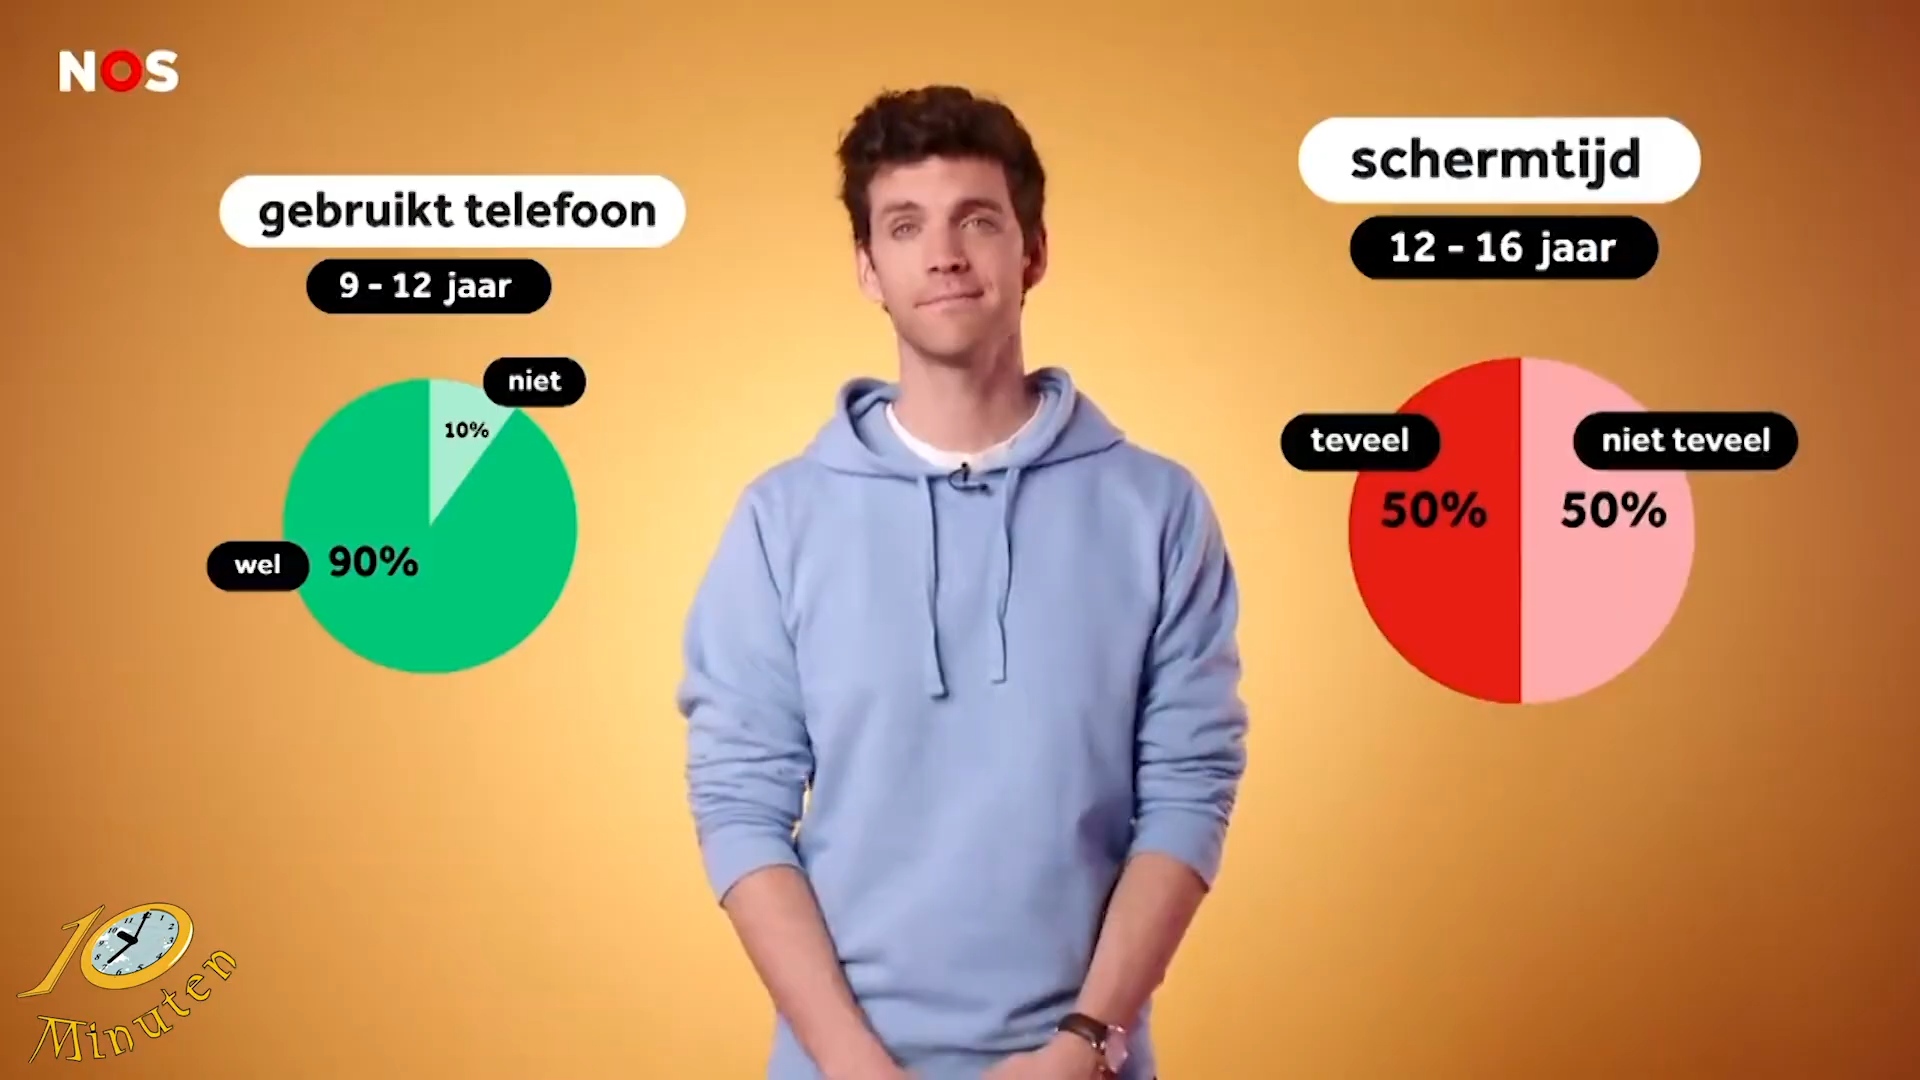 NOS
gebruikt telefoon
9 - 12 jaar
niet
10%
wel
90%
schermtijd
12 - 16 jaar
teveel
niet teveel
50%
50%
10
Minuten